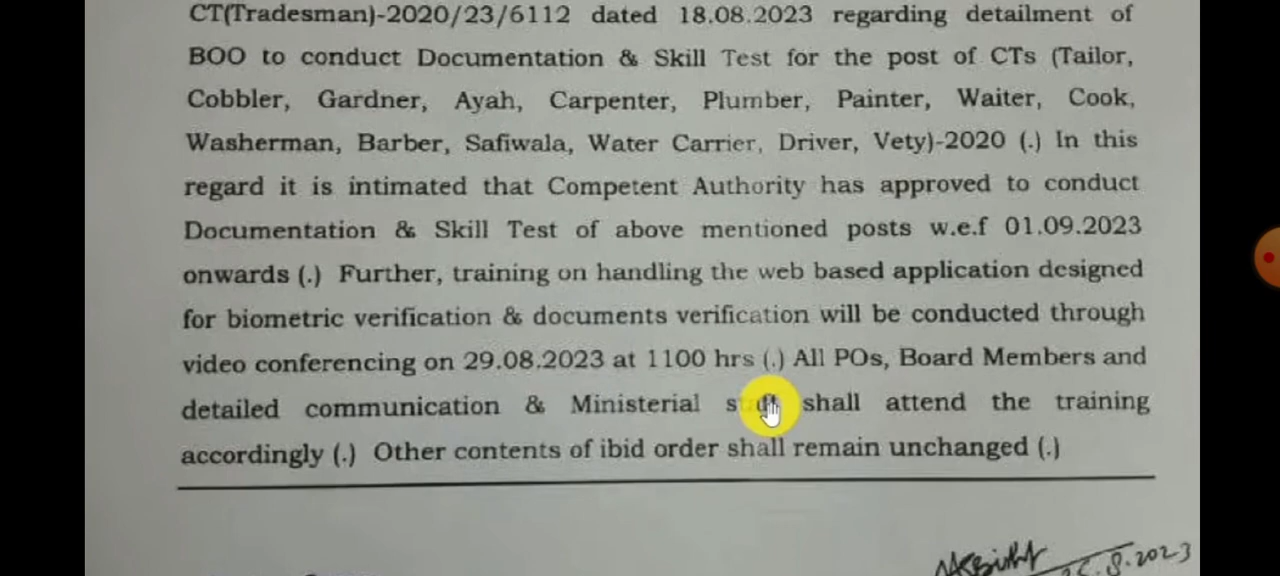 CT(Tradesman)-2020/23/6112 dated 18.08.2023 regarding detailment of
BOO to conduct Documentation & Skill Test for the post of CTs (Tailor,
Cobbler, Gardner, Ayah, Carpenter, Plumber, Painter, Waiter, Cook,
Washerman, Barber, Safiwala, Water Carrier, Driver, Vety)-2020 (.) In this
regard it is intimated that Competent Authority has approved to conduct
Documentation & Skill Test of above mentioned posts w.e.f 01.09.2023
onwards (.) Further, training on handling the web based application designed
for biometric verification & documents verification will be conducted through
video conferencing on 29.08.2023 at 1100 hrs (.) All POs, Board Members and
detailed communication & Ministerial shall attend the training
accordingly (.) Other contents of ibid order shall remain unchanged (.)